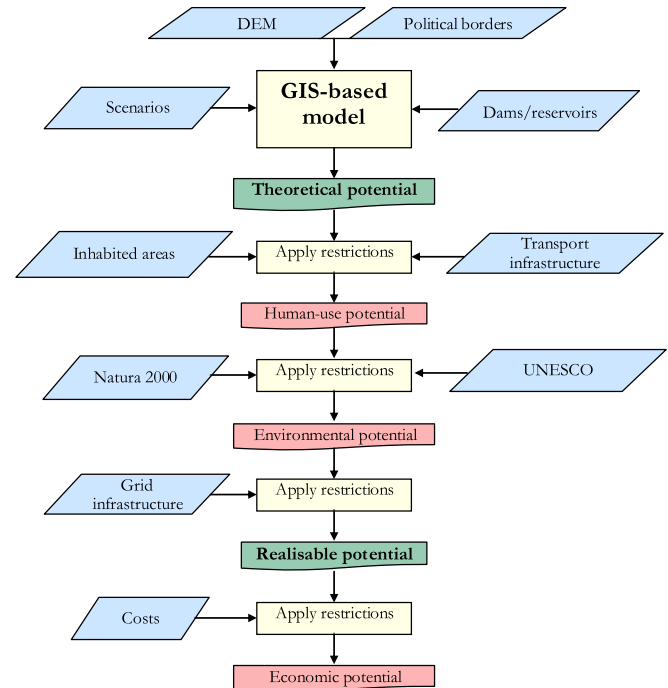 DEM
Political borders
GIS-based
model
Scenarios
Dams/reservoirs
Theoretical potential
Inhabited areas
Apply restrictions
Transport
infrastructure
Human-use potential
Natura 2000
Apply restrictions
UNESCO
Environmental potential
Grid
infrastructure
Apply restrictions
Realisable potential
Costs
Apply restrictions
Economic potential